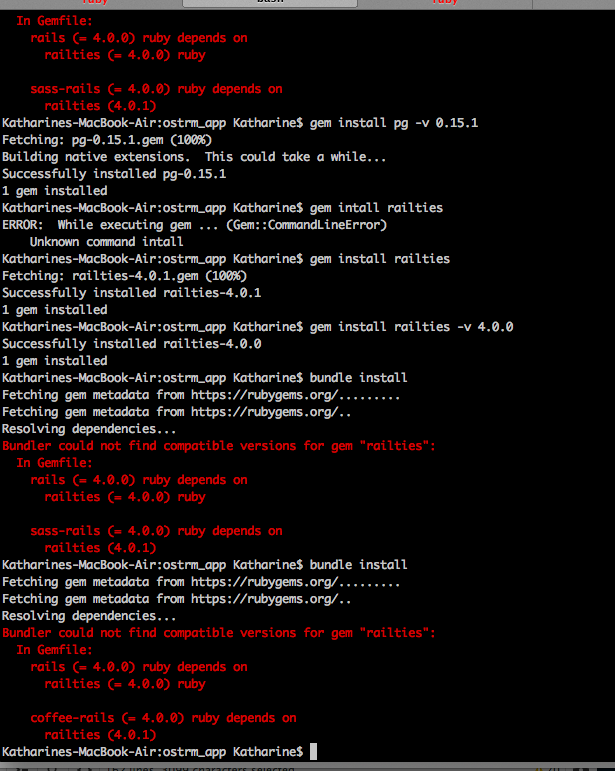 ruby bash ruby
In Gemfile:
rails (= 4.0.0) ruby depends on
railties (= 4.0.0) ruby
sass-rails (= 4.0.0) ruby depends on
railties (4.0.1)
Katharines-MacBook-Air:ostrm_app Katharine$ gem install pg -v 0.15.1
Fetching: pg-0.15.1.gem (100%)
Building native extensions.  This could take a while...
Successfully installed pg-0.15.1
1 gem installed
Katharines-MacBook-Air:ostrm_app Katharine$ gem intall railties
ERROR:  While executing gem ... (Gem::CommandLineError)
Unknown command intall
Katharines-MacBook-Air:ostrm_app Katharine$ gem install railties
Fetching: railties-4.0.1.gem (100%)
Successfully installed railties-4.0.1
1 gem installed
Katharines-MacBook-Air:ostrm_app Katharine$ gem install railties -v 4.0.0
Successfully installed railties-4.0.0
1 gem installed
Katharines-MacBook-Air:ostrm_app Katharine$ bundle install
Fetching gem metadata from https://rubygems.org/.........
Fetching gem metadata from https://rubygems.org/..
Resolving dependencies...
Bundler could not find compatible versions for gem "railties":
In Gemfile:
rails (= 4.0.0) ruby depends on
railties (= 4.0.0) ruby
sass-rails (= 4.0.0) ruby depends on
railties (4.0.1)
Katharines-MacBook-Air:ostrm_app Katharine$ bundle install
Fetching gem metadata from https://rubygems.org/.........
Fetching gem metadata from https://rubygems.org/..
Resolving dependencies...
Bundler could not find compatible versions for gem "railties":
In Gemfile:
rails (= 4.0.0) ruby depends on
railties (= 4.0.0) ruby
coffee-rails (= 4.0.0) ruby depends on
railties (4.0.1)
Katharines-MacBook-Air:ostrm_app Katharine$